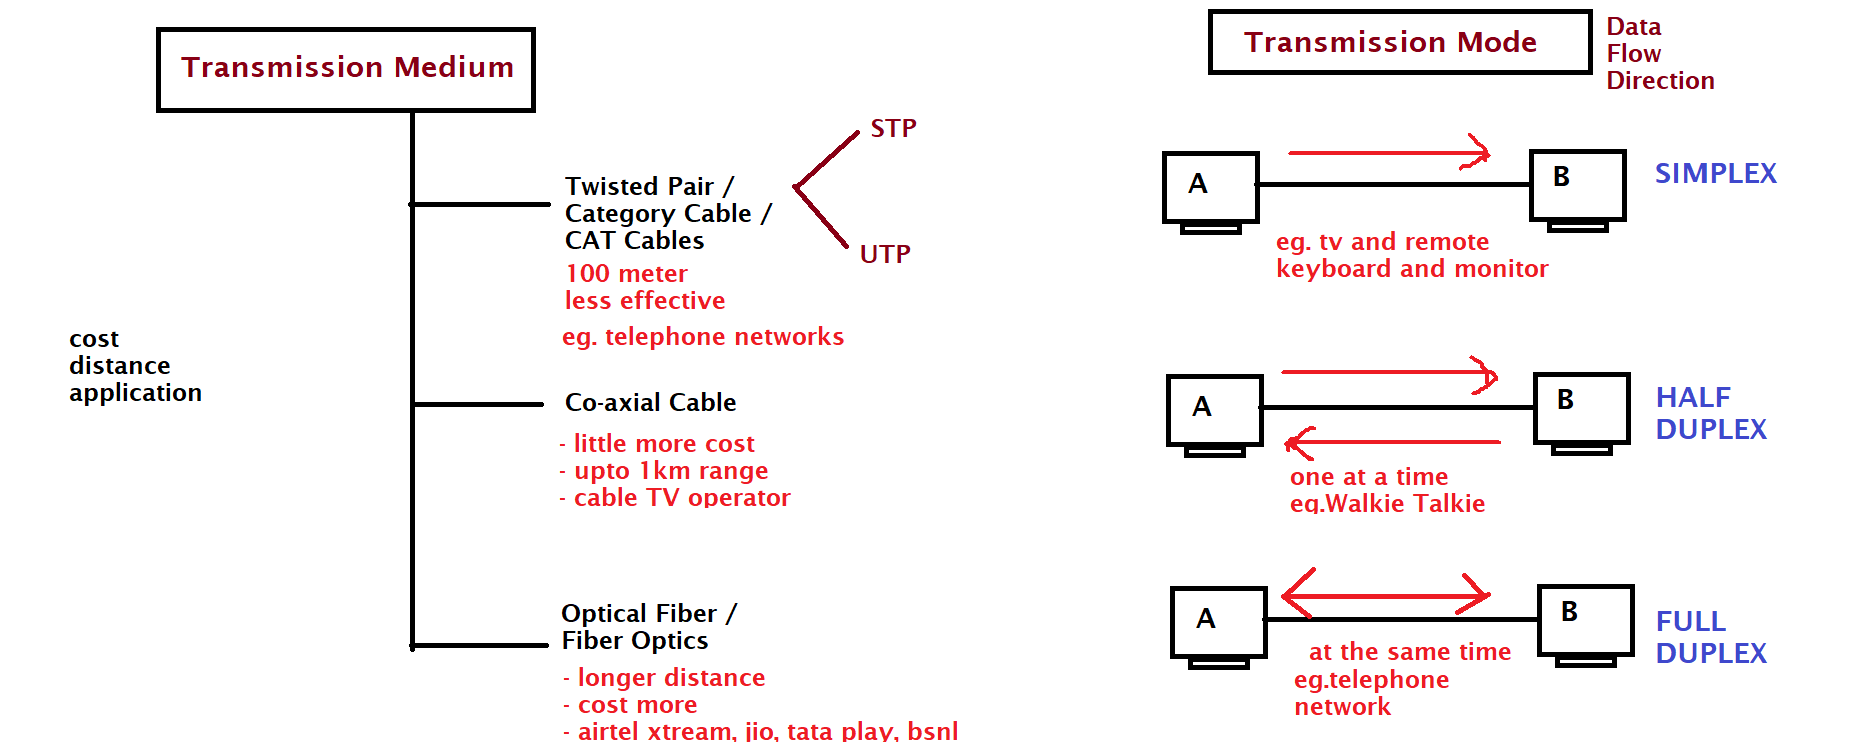 Transmission Medium
STP
Twisted Pair /
Category Cable /
CAT Cables
UTP
100 meter
less effective
eg. telephone networks
cost
distance
application
Co-axial Cable
- little more cost
- upto 1km range
- cable TV operator
Optical Fiber /
Fiber Optics
- longer distance
- cost more
- airtel xtream, jio, tata play, bsnl
Transmission Mode
Data
Flow
Direction
A
B
SIMPLEX
eg. tv and remote
keyboard and monitor
A
B
HALF
DUPLEX
one at a time
eg.Walkie Talkie
A
B
FULL
DUPLEX
at the same time
eg.telephone
network